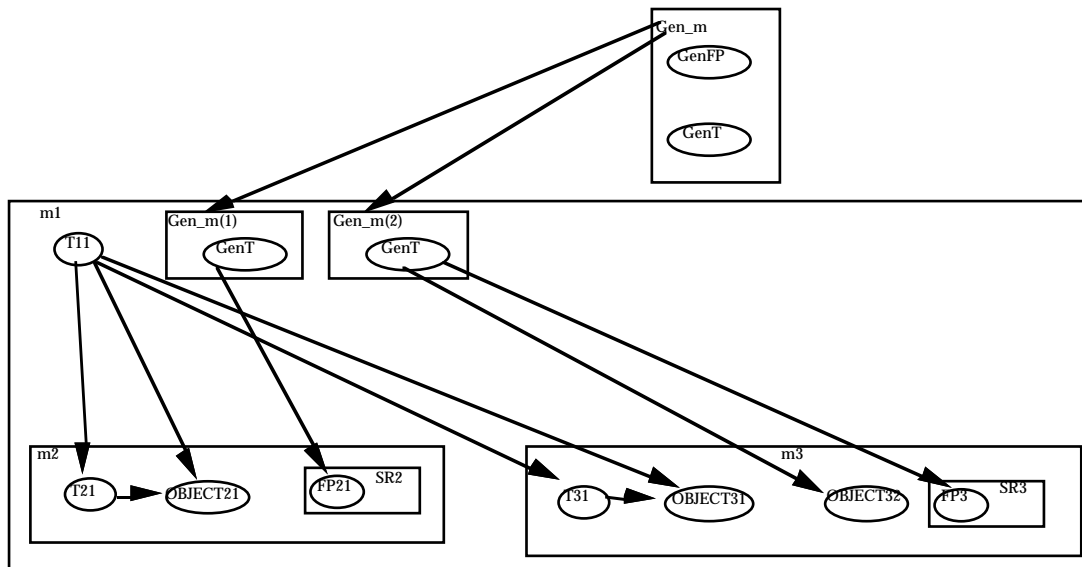 Gen_m
GenFP
GenT
m1
Gen_m(1)
Gen_m(2)
T11
GenT
GenT
m2
m3
T21
OBJECT21
FP21
SR2
T31
OBJECT31
OBJECT32
FP3
SR3